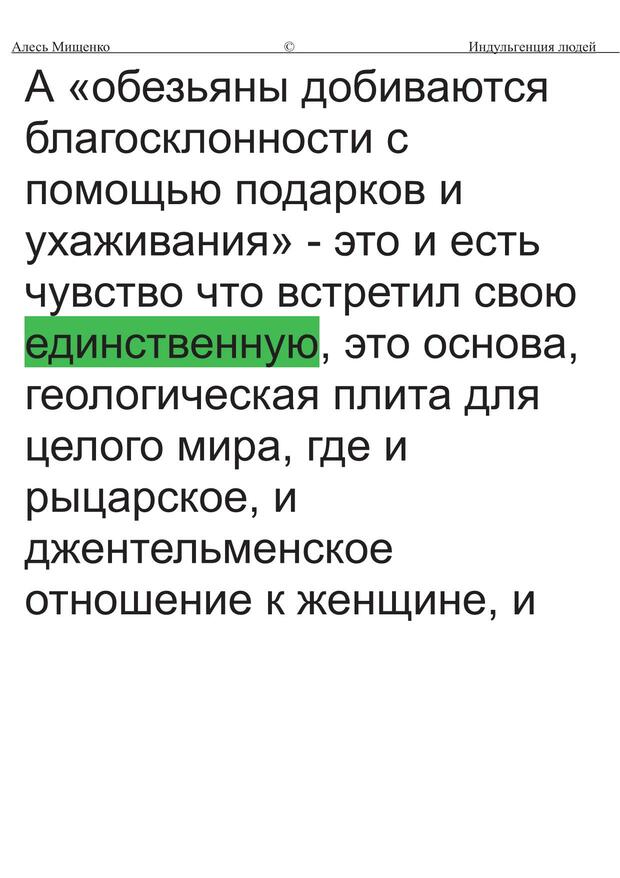 Алесь Мищенко © Индульгенция людей
А «обезьяны добиваются
благосклонности с
помощью подарков и
ухаживания» - это и есть
чувство что встретил свою
единственную, это основа,
геологическая плита для
целого мира, где и
рыцарское, и
джентельменское
отношение к женщине, и